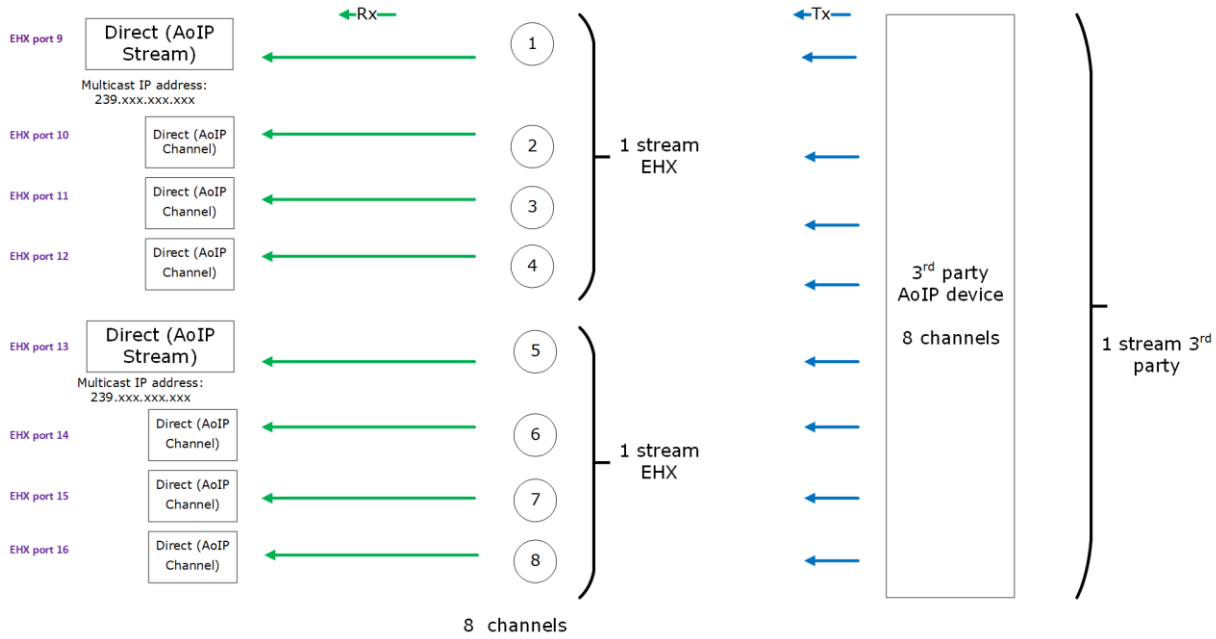 Rx
Tx
EHX port 9
Direct (AoIP
Stream)
1
Multicast IP address:
239.xxx.xxx.xxx
EHX port 10
Direct (AoIP
Channel)
2
1 stream
EHX
EHX port 11
Direct (AoIP
Channel)
3
EHX port 12
Direct (AoIP
Channel)
4
3rd party
AoIP device
8 channels
1 stream 3rd
party
EHX port 13
Direct (AoIP
Stream)
5
Multicast IP address:
239.xxx.xxx.xxx
EHX port 14
Direct (AoIP
Channel)
6
1 stream
EHX
EHX port 15
Direct (AoIP
Channel)
7
EHX port 16
Direct (AoIP
Channel)
8
8 channels